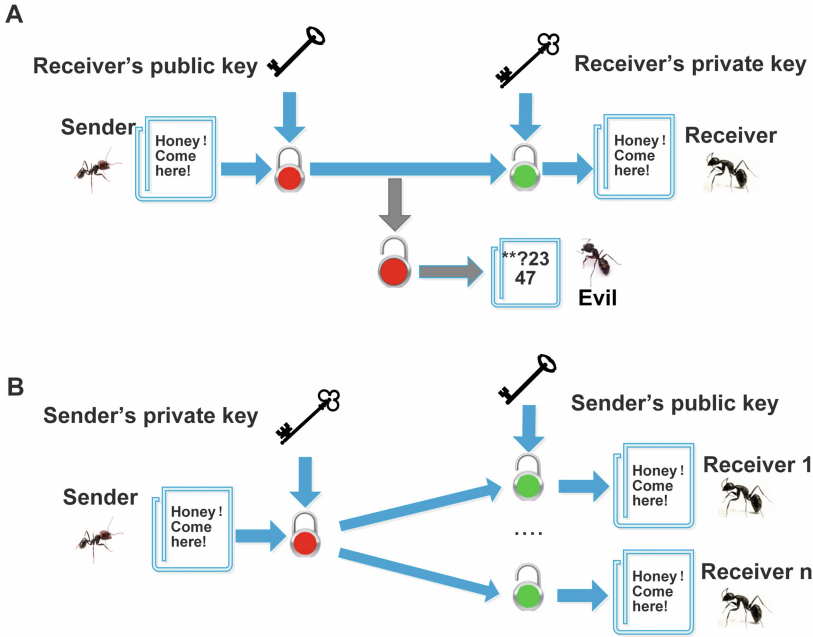 A
Receiver's public key
Receiver's private key
Sender
Honey !
Come
here!
Honey !
Come
here!
Receiver
**?23
47
Evil
B
Sender's private key
Sender's public key
Sender
Honey !
Come
here!
Honey !
Come
here!
Receiver 1
....
Honey !
Come
here!
Receiver n